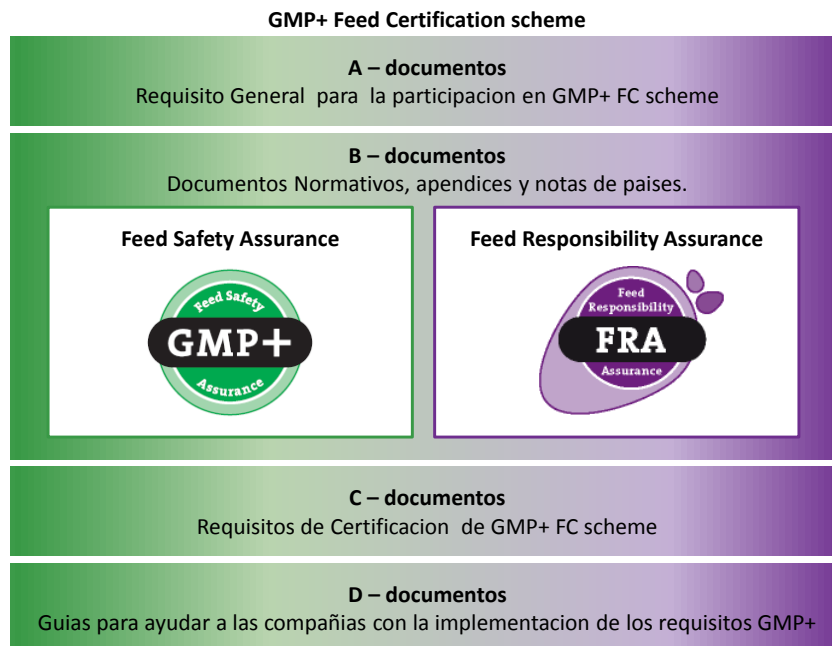 GMP+ Feed Certification scheme
A – documentos
Requisito General para la participacion en GMP+ FC scheme
B – documentos
Documentos Normativos, apendices y notas de paises.
Feed Safety Assurance
Feed Safety
GMP+
Assurance
Feed Responsibility Assurance
Feed
Responsibility
FRA
Assurance
C – documentos
Requisitos de Certificacion de GMP+ FC scheme
D – documentos
Guias para ayudar a las compañias con la implementacion de los requisitos GMP+